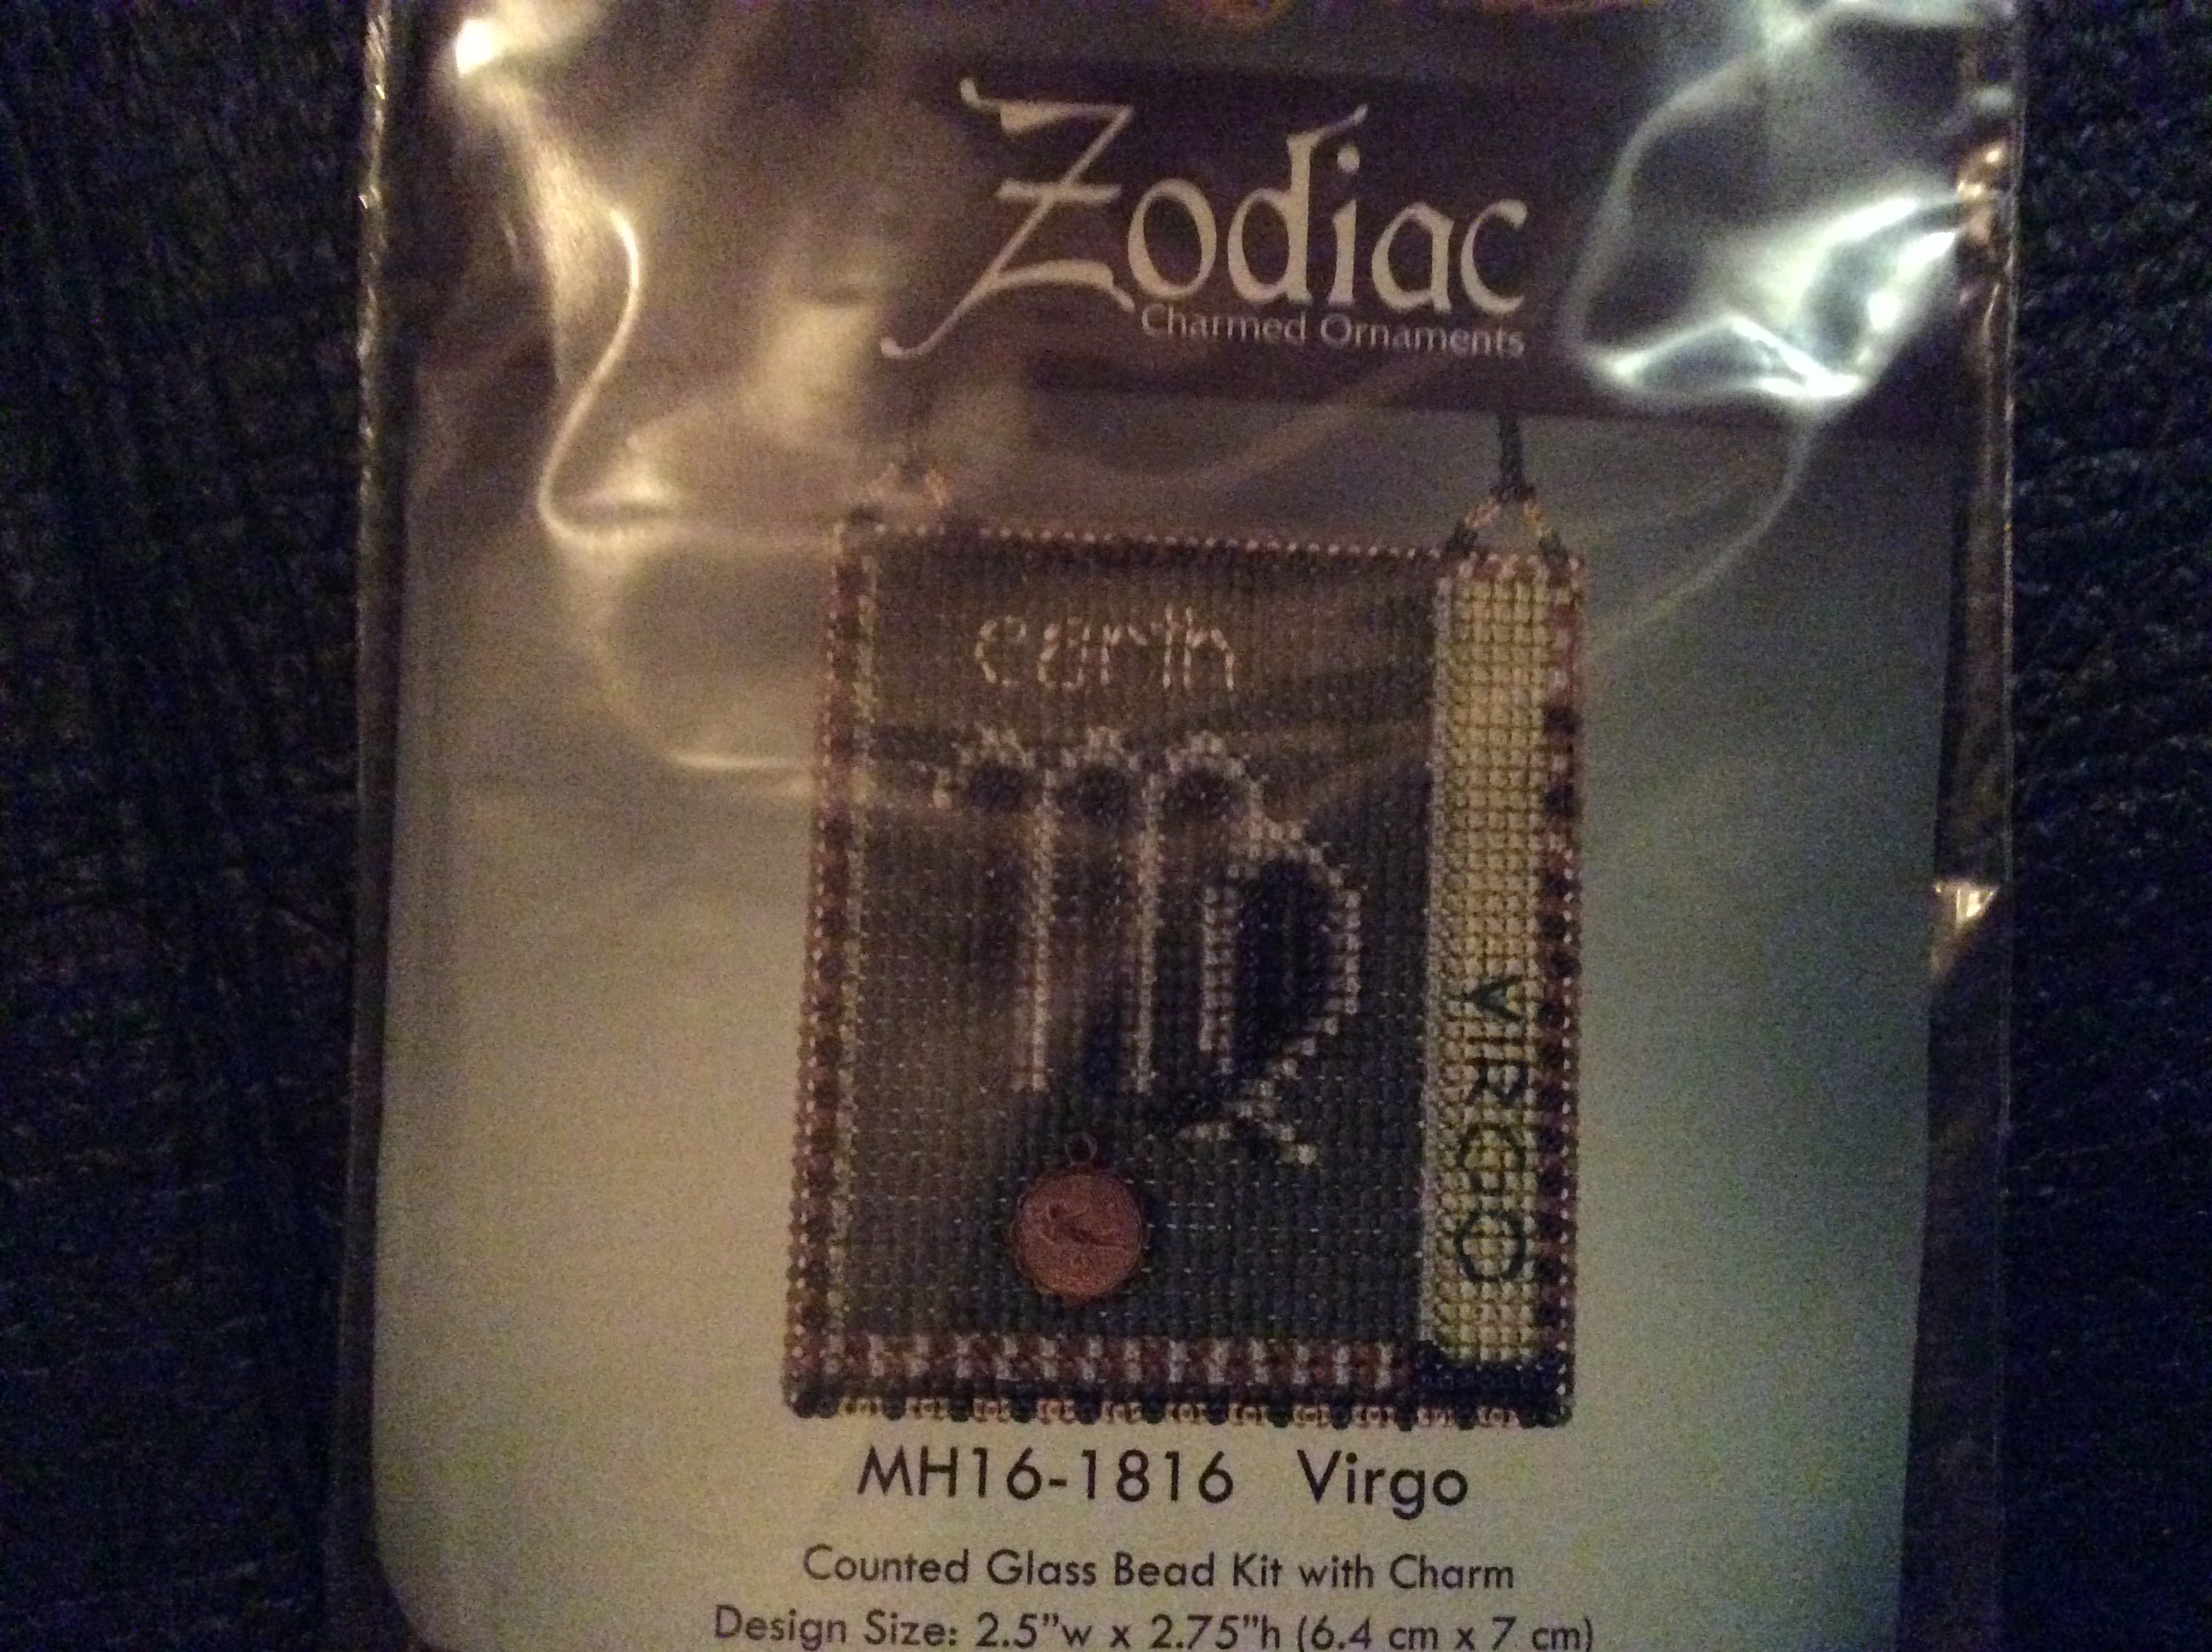 Zodiac
Charmed Ornaments
earth
VIRGO
MH16-1816 Virgo
Counted Glass Bead Kit with Charm
Design Size: 2.5”w x 2.75”h (6.4 cm x 7 cm)